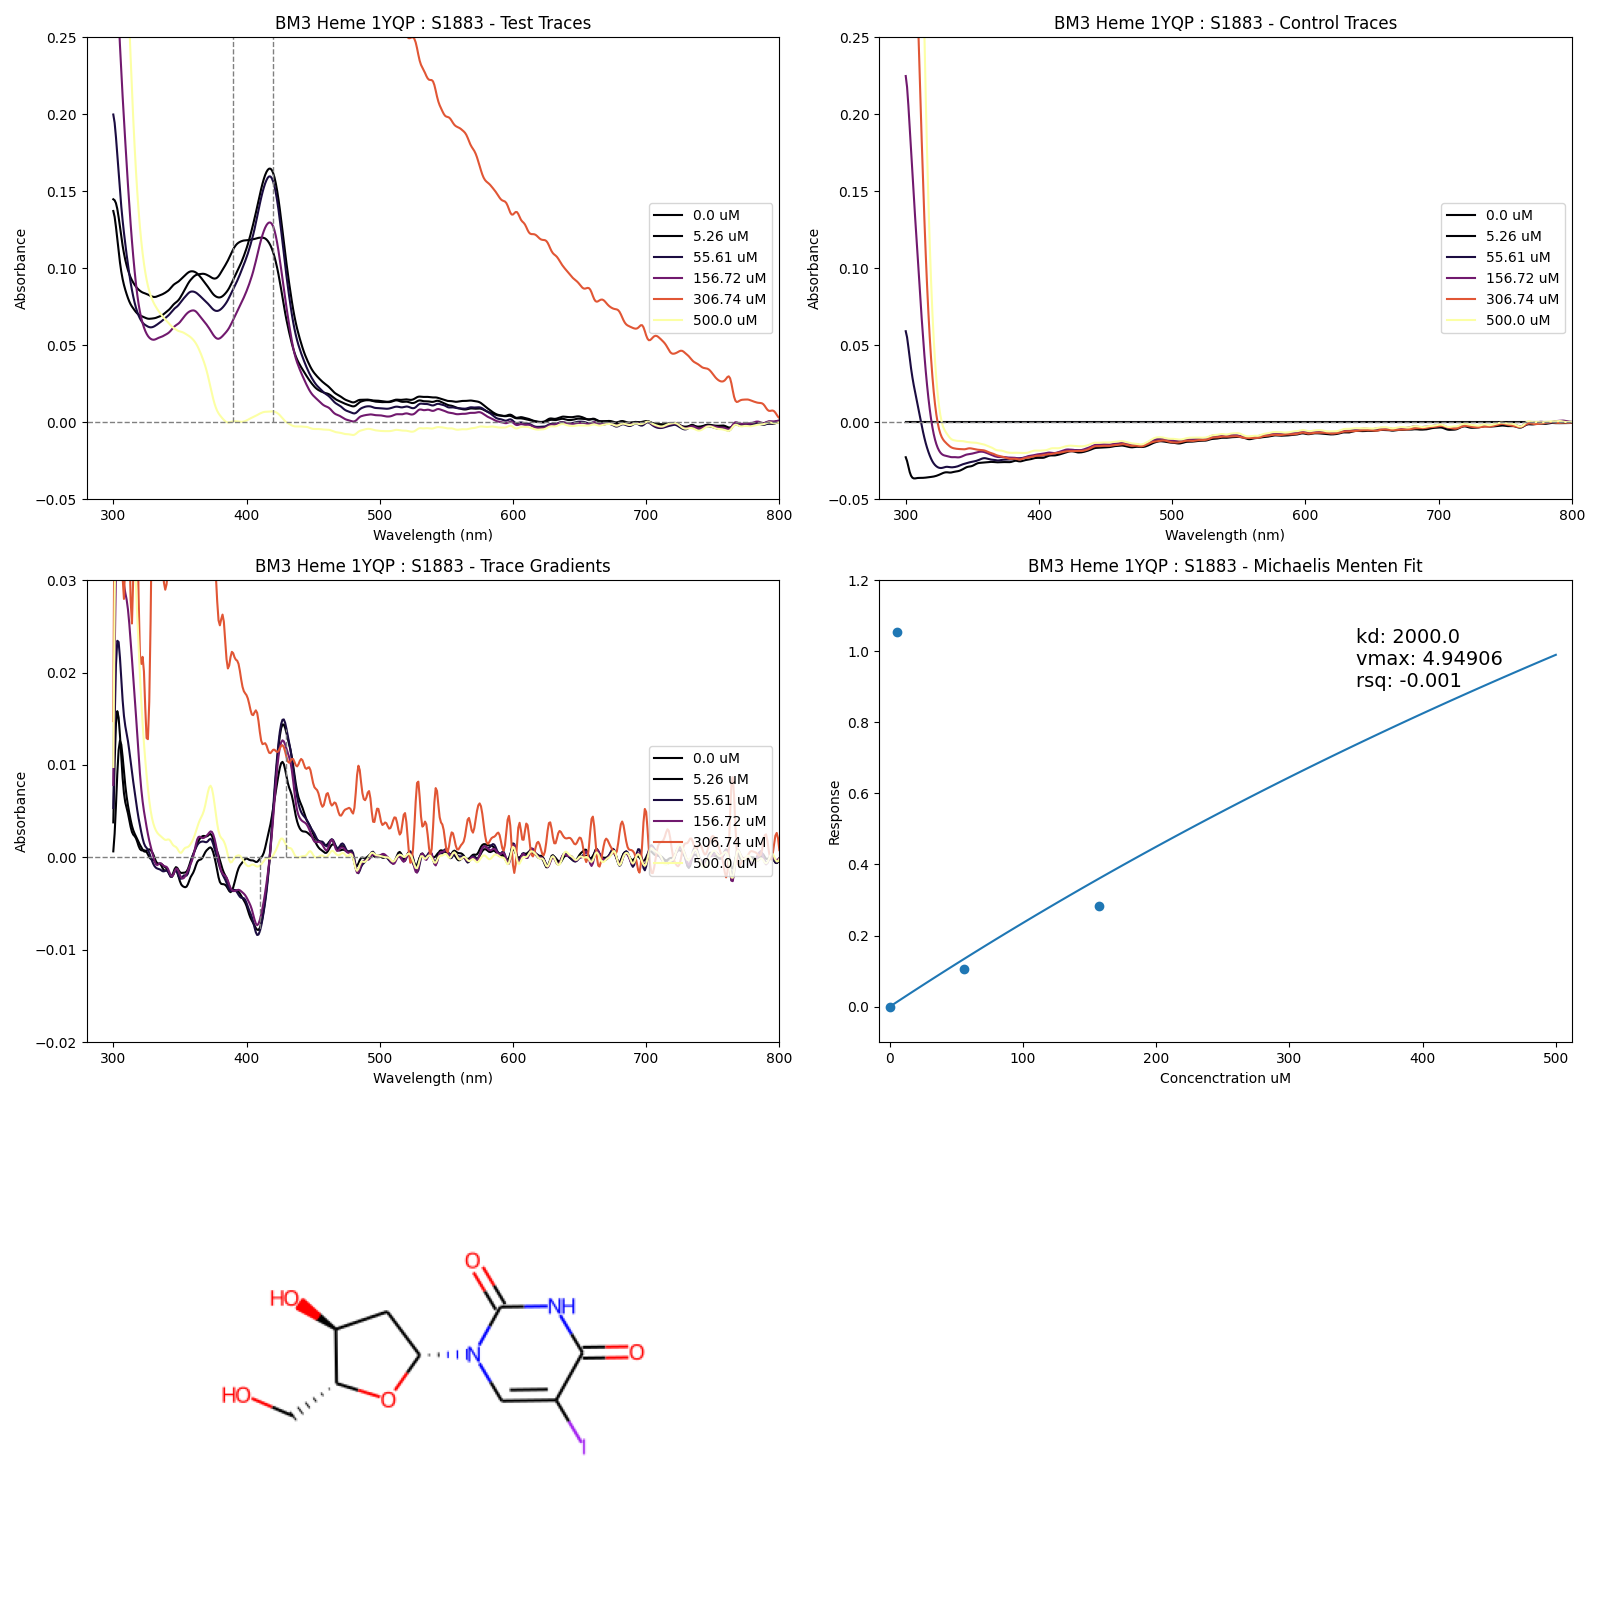 BM3 Heme 1YQP : S1883 - Test Traces
0.25
0.20
0.15
0.10
0.05
0.00
−0.05
Absorbance
300
400
500
600
700
800
Wavelength (nm)
0.0 uM
5.26 uM
55.61 uM
156.72 uM
306.74 uM
500.0 uM
BM3 Heme 1YQP : S1883 - Control Traces
0.25
0.20
0.15
0.10
0.05
0.00
−0.05
Absorbance
300
400
500
600
700
800
Wavelength (nm)
0.0 uM
5.26 uM
55.61 uM
156.72 uM
306.74 uM
500.0 uM
BM3 Heme 1YQP : S1883 - Trace Gradients
0.03
0.02
0.01
0.00
−0.01
−0.02
Absorbance
300
400
500
600
700
800
Wavelength (nm)
0.0 uM
5.26 uM
55.61 uM
156.72 uM
306.74 uM
500.0 uM
BM3 Heme 1YQP : S1883 - Michaelis Menten Fit
1.2
1.0
0.8
0.6
0.4
0.2
0.0
Response
kd: 2000.0
vmax: 4.94906
rsq: -0.001
0
100
200
300
400
500
Concenctration uM
O
HO
NH
N
O
HO
O
I